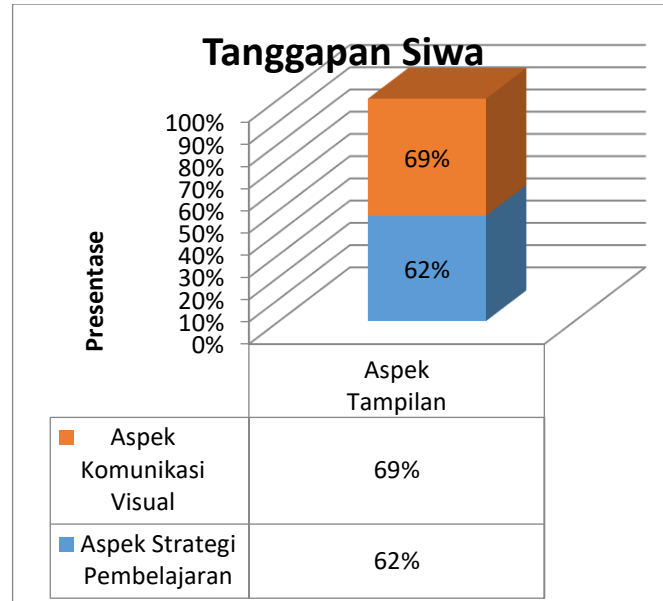 Tanggapan Siwa
100%
90%
80%
70%
60%
50%
40%
30%
20%
10%
0%
Presentase
69%
62%
Aspek
Tampilan
Aspek
Komunikasi
Visual
69%
Aspek Strategi
Pembelajaran
62%